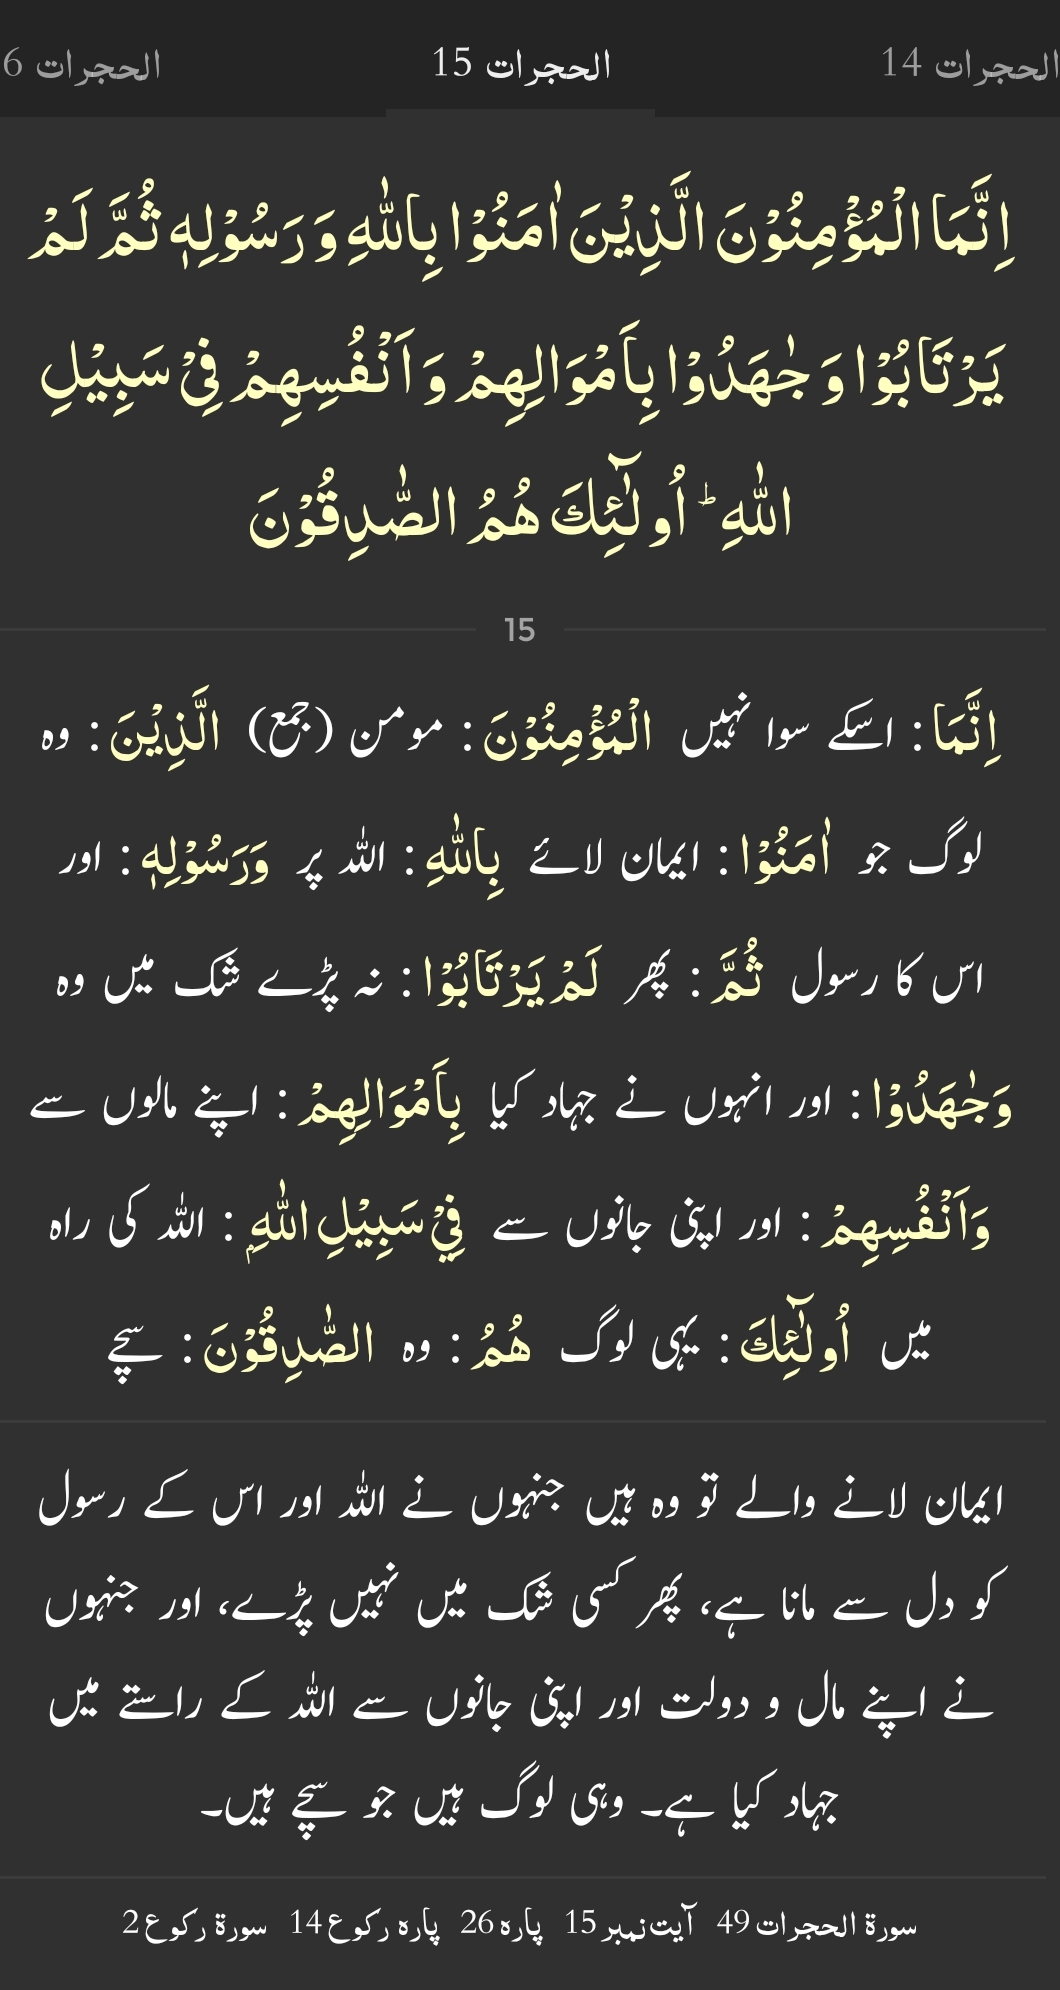 الحجرات 14 الحجرات 15 الحجرات 6
اِنَّمَا الۡمُؤۡمِنُوۡنَ الَّذِيۡنَ اٰمَنُوۡا بِاللّٰهِ وَ رَسُوۡلِهٖ ثُمَّ لَمۡ
يَرۡتَابُوۡا وَ جٰهَدُوۡا بِاَمۡوَالِهِمۡ وَ اَنۡفُسِهِمۡ فِىۡ سَبِيۡلِ
اللّٰهِ‌ ؕ اُولٰٓئِكَ هُمُ الصّٰدِقُوۡنَ
15
اِنَّمَا : اسکے سوا نہیں الْمُؤْمِنُوْنَ : مومن (جمع) الَّذِيْنَ : وہ
لوگ جو اٰمَنُوْا : ایمان لائے بِاللّٰهِ : اللہ پر وَرَسُوْلِهٖ : اور
اس کا رسول ثُمَّ : پھر لَمْ يَرْتَابُوْا : نہ پڑے شک میں وہ
وَجٰهَدُوْا : اور انہوں نے جہاد کیا بِاَمْوَالِهِمْ : اپنے مالوں سے
وَاَنْفُسِهِمْ : اور اپنی جانوں سے فِيْ سَبِيْلِ اللّٰهِ ۭ : اللہ کی راہ
میں اُولٰٓئِكَ : یہی لوگ هُمُ : وہ الصّٰدِقُوْنَ : سچے
ایمان لانے والے تو وہ ہیں جنہوں نے اللہ اور اس کے رسول
کو دل سے مانا ہے، پھر کسی شک میں نہیں پڑے، اور جنہوں
نے اپنے مال و دولت اور اپنی جانوں سے اللہ کے راستے میں
جہاد کیا ہے۔ وہی لوگ ہیں جو سچے ہیں۔
سورة الحجرات 49 آیت نمبر 15 پارہ 26 پارہ رکوع 14 سورۃ رکوع 2